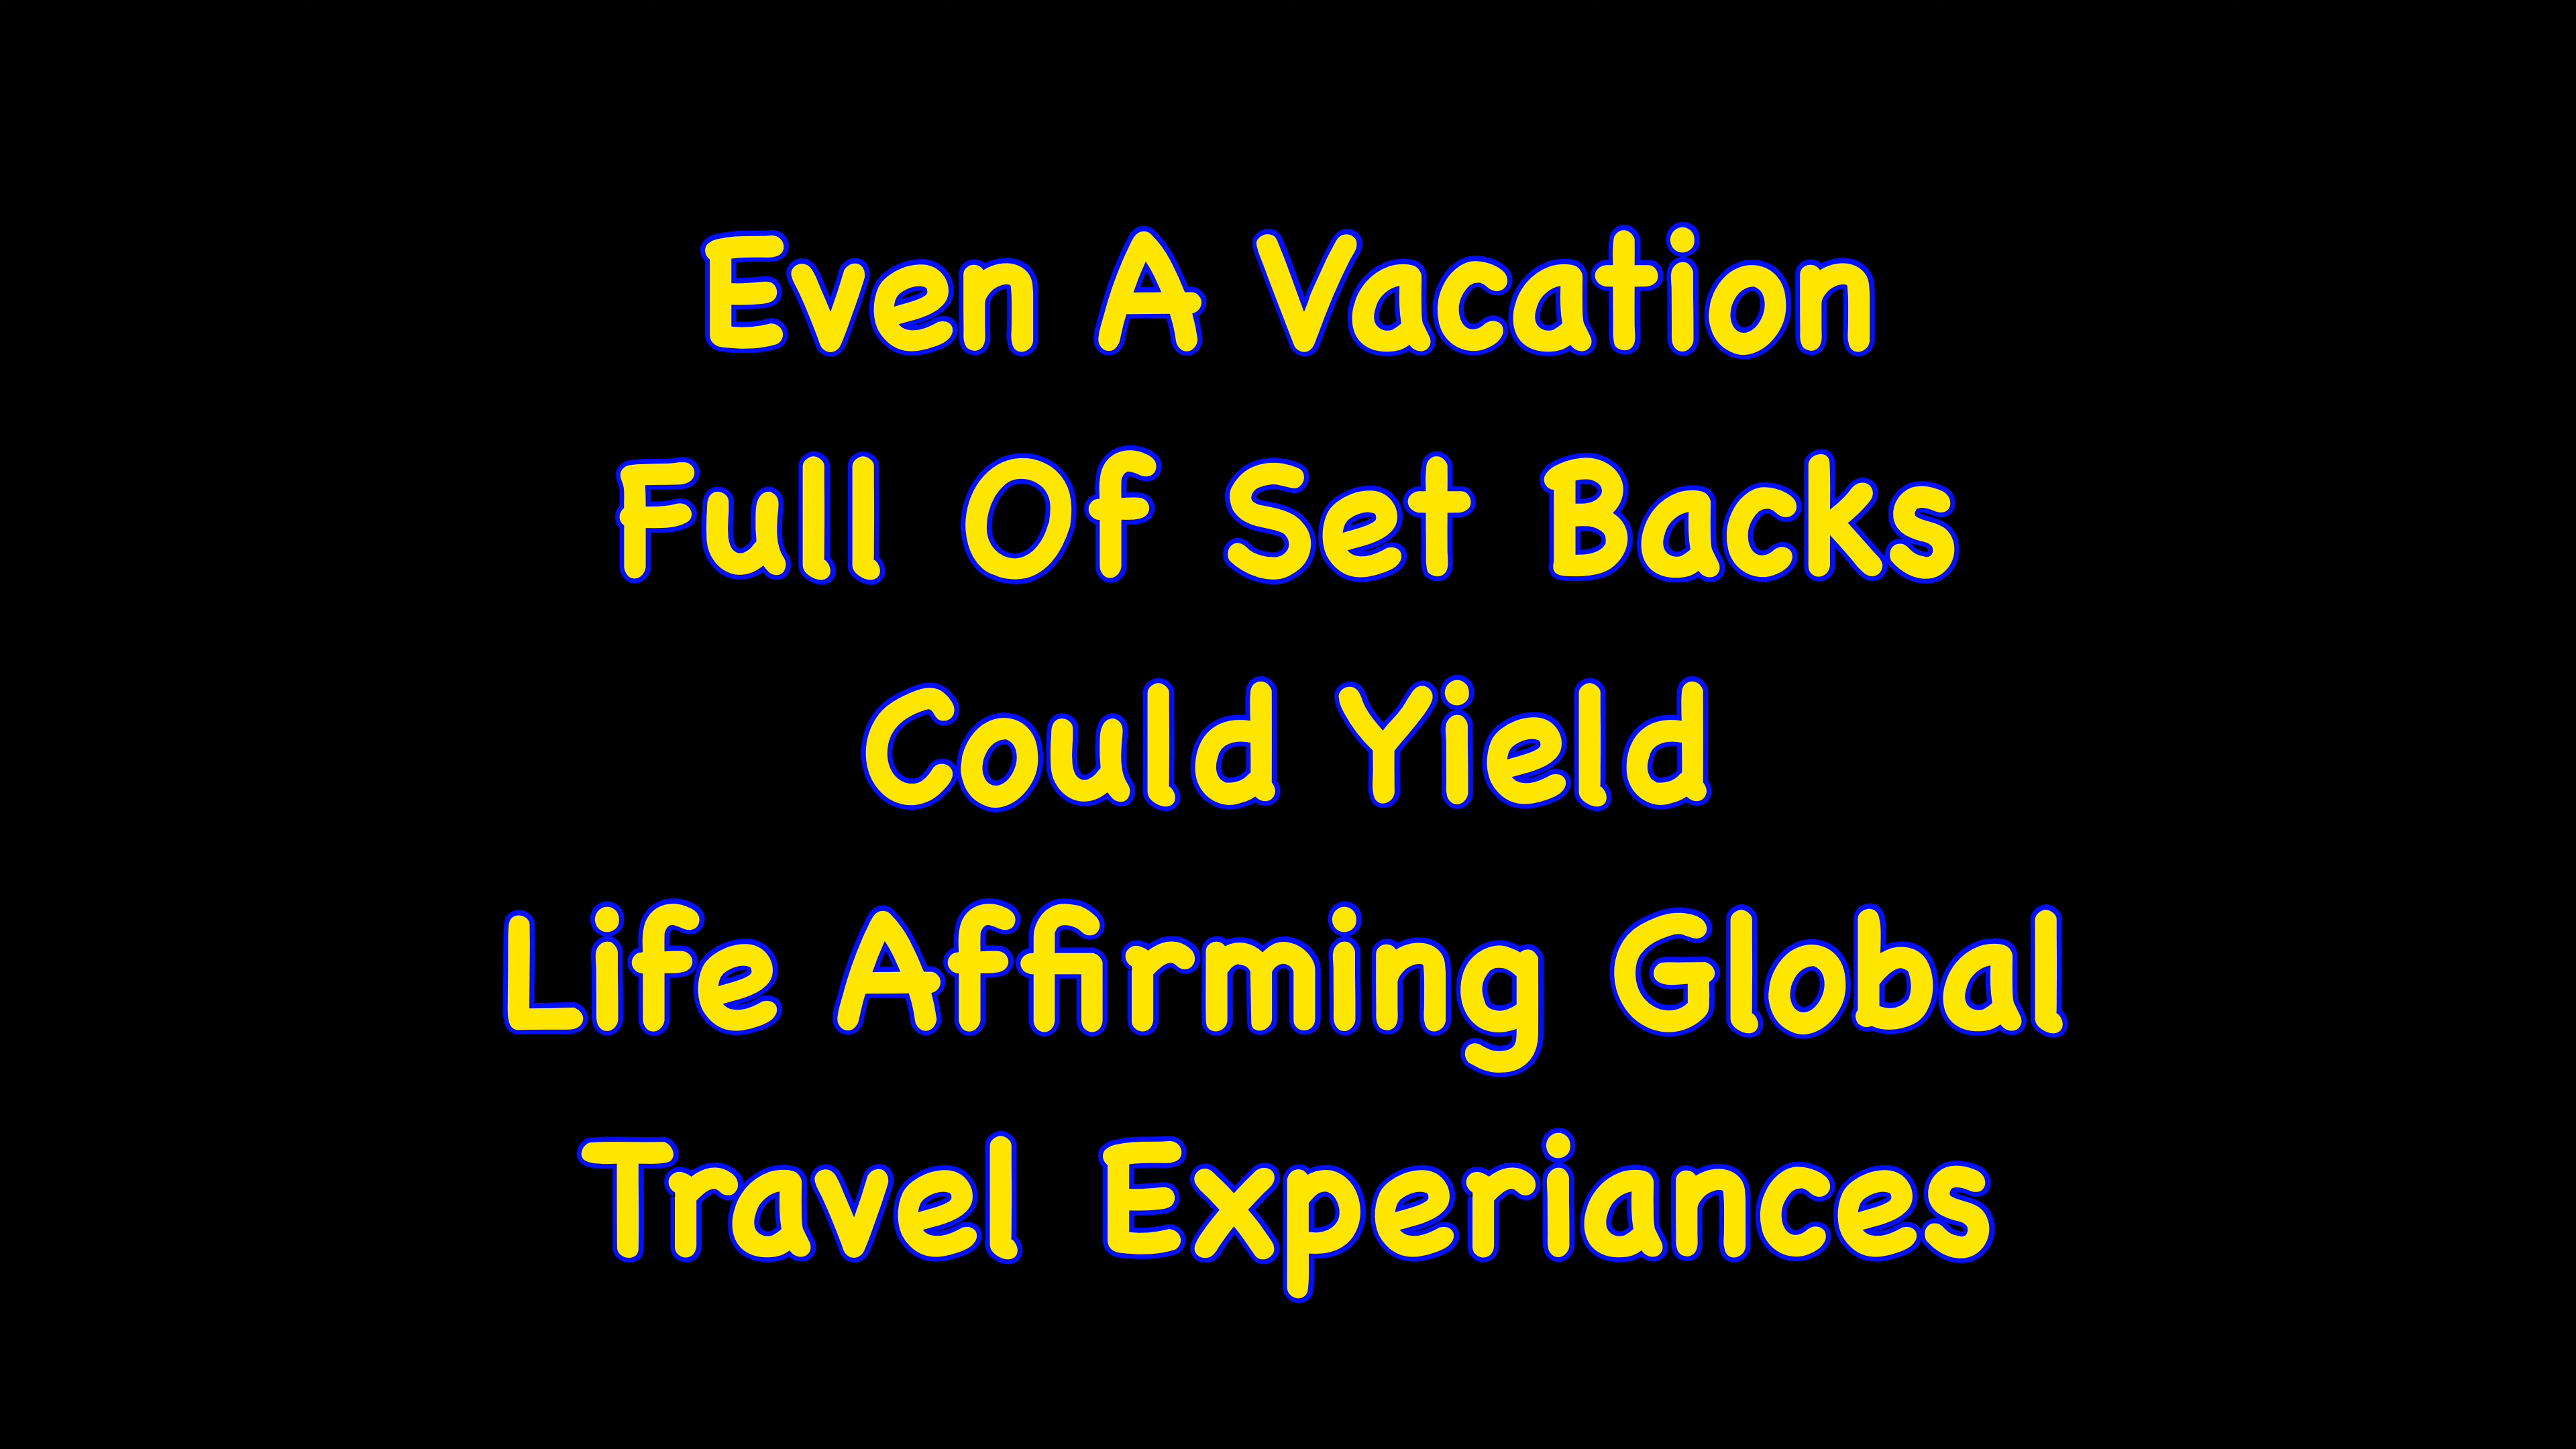 Even A Vacation
Full Of Set Backs
Could Yield
Life Affirming Global
Travel Experiances